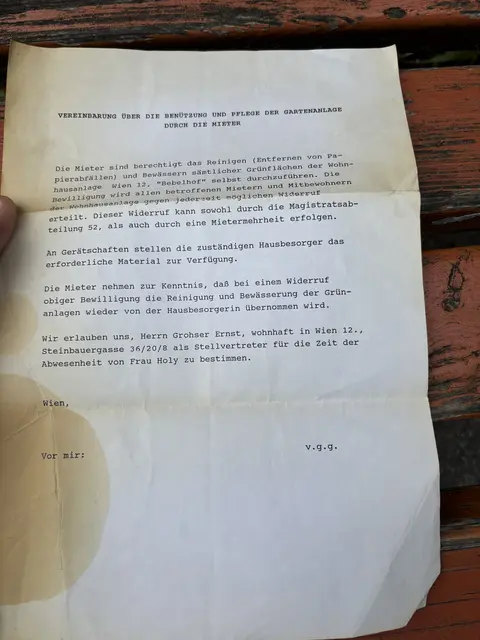 VEREINBARUNG ÜBER DIE BENÜTZUNG UND PFLEGE DER GARTENANLAGE
DURCH DIE MIETER
Die Mieter sind berechtigt das Reinigen (Entfernen von Pa-
pierabfällen) und Bewässern sämtlicher Grünflächen der Wohn-
hausanlage Wien 12, "Bebelhof" selbst durchzuführen. Die
Bewilligung wird allen betroffenen Mietern und Mitbewohnern
der Wohnhausanlage gegen jederzeit möglichen Widerruf
erteilt. Dieser Widerruf kann sowohl durch die Magistratsab-
teilung 52, als auch durch eine Mietermehrheit erfolgen.
An Gerätschaften stellen die zuständigen Hausbesorger das
erforderliche Material zur Verfügung.
Die Mieter nehmen zur Kenntnis, daß bei einem Widerruf
obiger Bewilligung die Reinigung und Bewässerung der Grün-
anlagen wieder von der Hausbesorgerin übernommen wird.
Wir erlauben uns, Herrn Grohser Ernst, wohnhaft in Wien 12.,
Steinbauergasse 36/20/8 als Stellvertreter für die Zeit der
Abwesenheit von Frau Holy zu bestimmen.
Wien,
Vor mir:
v.g.g.